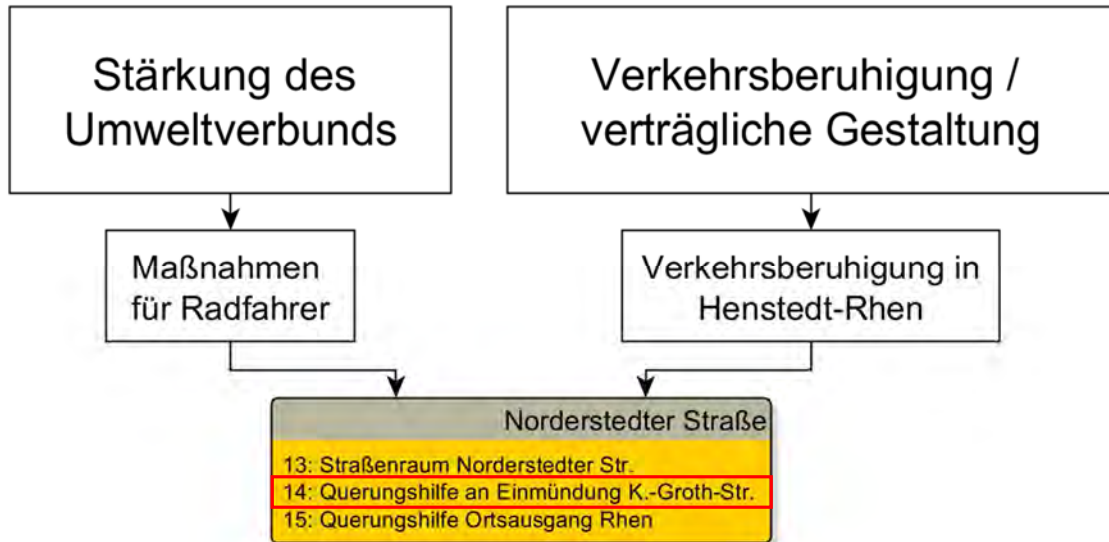 Stärkung des
Umweltverbunds
Verkehrsberuhigung /
verträgliche Gestaltung
Maßnahmen
für Radfahrer
Verkehrsberuhigung in
Henstedt-Rhen
Norderstedter Straße
13: Straßenraum Norderstedter Str.
14: Querungshilfe an Einmündung K.-Groth-Str.
15: Querungshilfe Ortsausgang Rhen